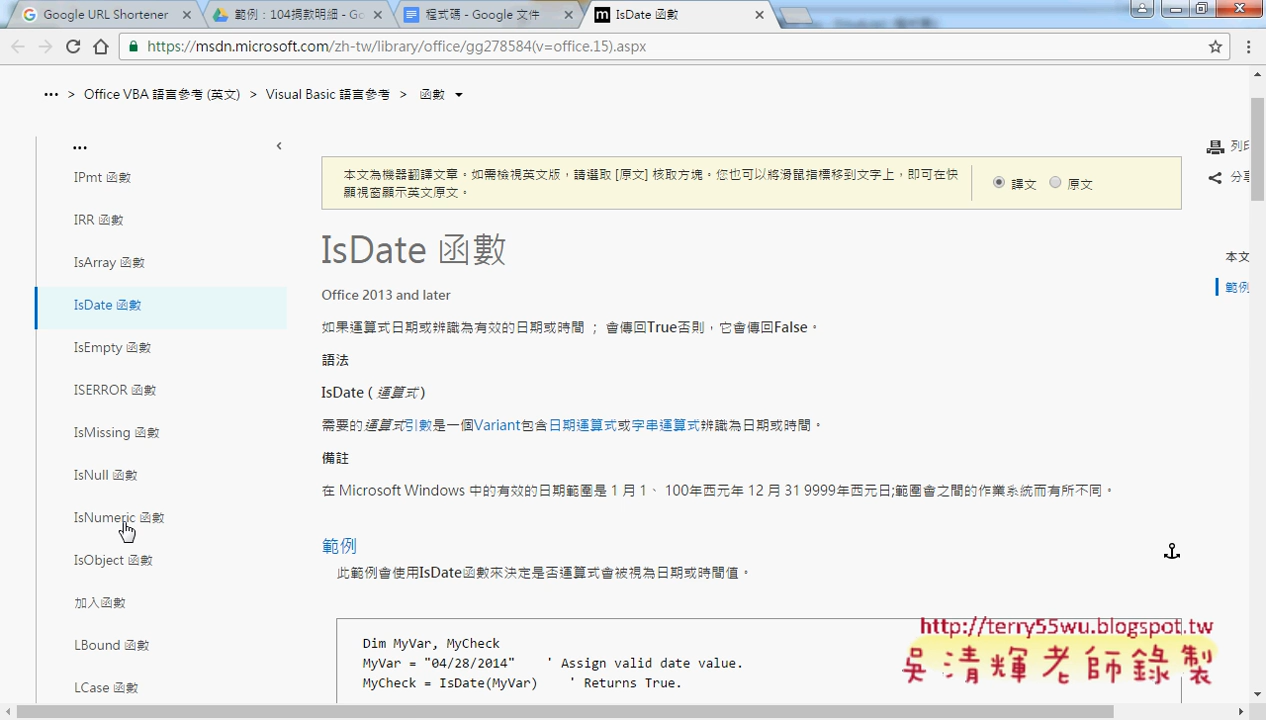 Google URL Shortener
範例：104捐款明細 - Go
程式碼 - Google 文件
IsDate 函數
https://msdn.microsoft.com/zh-tw/library/office/gg278584(v=office.15).aspx
••• > Office VBA 語言參考 (英文) > Visual Basic 語言參考 > 函數
•••
IPmt 函數
IRR 函數
IsArray 函數
IsDate 函數
IsEmpty 函數
ISERROR 函數
IsMissing 函數
IsNull 函數
IsNumeric 函數
IsObject 函數
加入函數
LBound 函數
LCase 函數
本文為機器翻譯文章。如需檢視英文版，請選取 [原文] 核取方塊。您也可以將滑鼠指標移到文字上，即可在快
顯視窗顯示英文原文。
譯文 原文
IsDate 函數
Office 2013 and later
如果運算式日期或辨識為有效的日期或時間 ； 會傳回True否則，它會傳回False。
語法
IsDate ( 運算式)
需要的運算式引數是一個Variant包含日期運算式或字串運算式辨識為日期或時間。
備註
在 Microsoft Windows 中的有效的日期範圍是 1 月 1、 100年西元年 12 月 31 9999年西元日;範圍會之間的作業系統而有所不同。
範例
此範例會使用IsDate函數來決定是否運算式會被視為日期或時間值。
Dim MyVar, MyCheck
MyVar = "04/28/2014" ' Assign valid date value.
MyCheck = IsDate(MyVar) ' Returns True.
列印
分享
本文
範例
http://terry55wu.blogspot.tw
吳清輝老師錄製